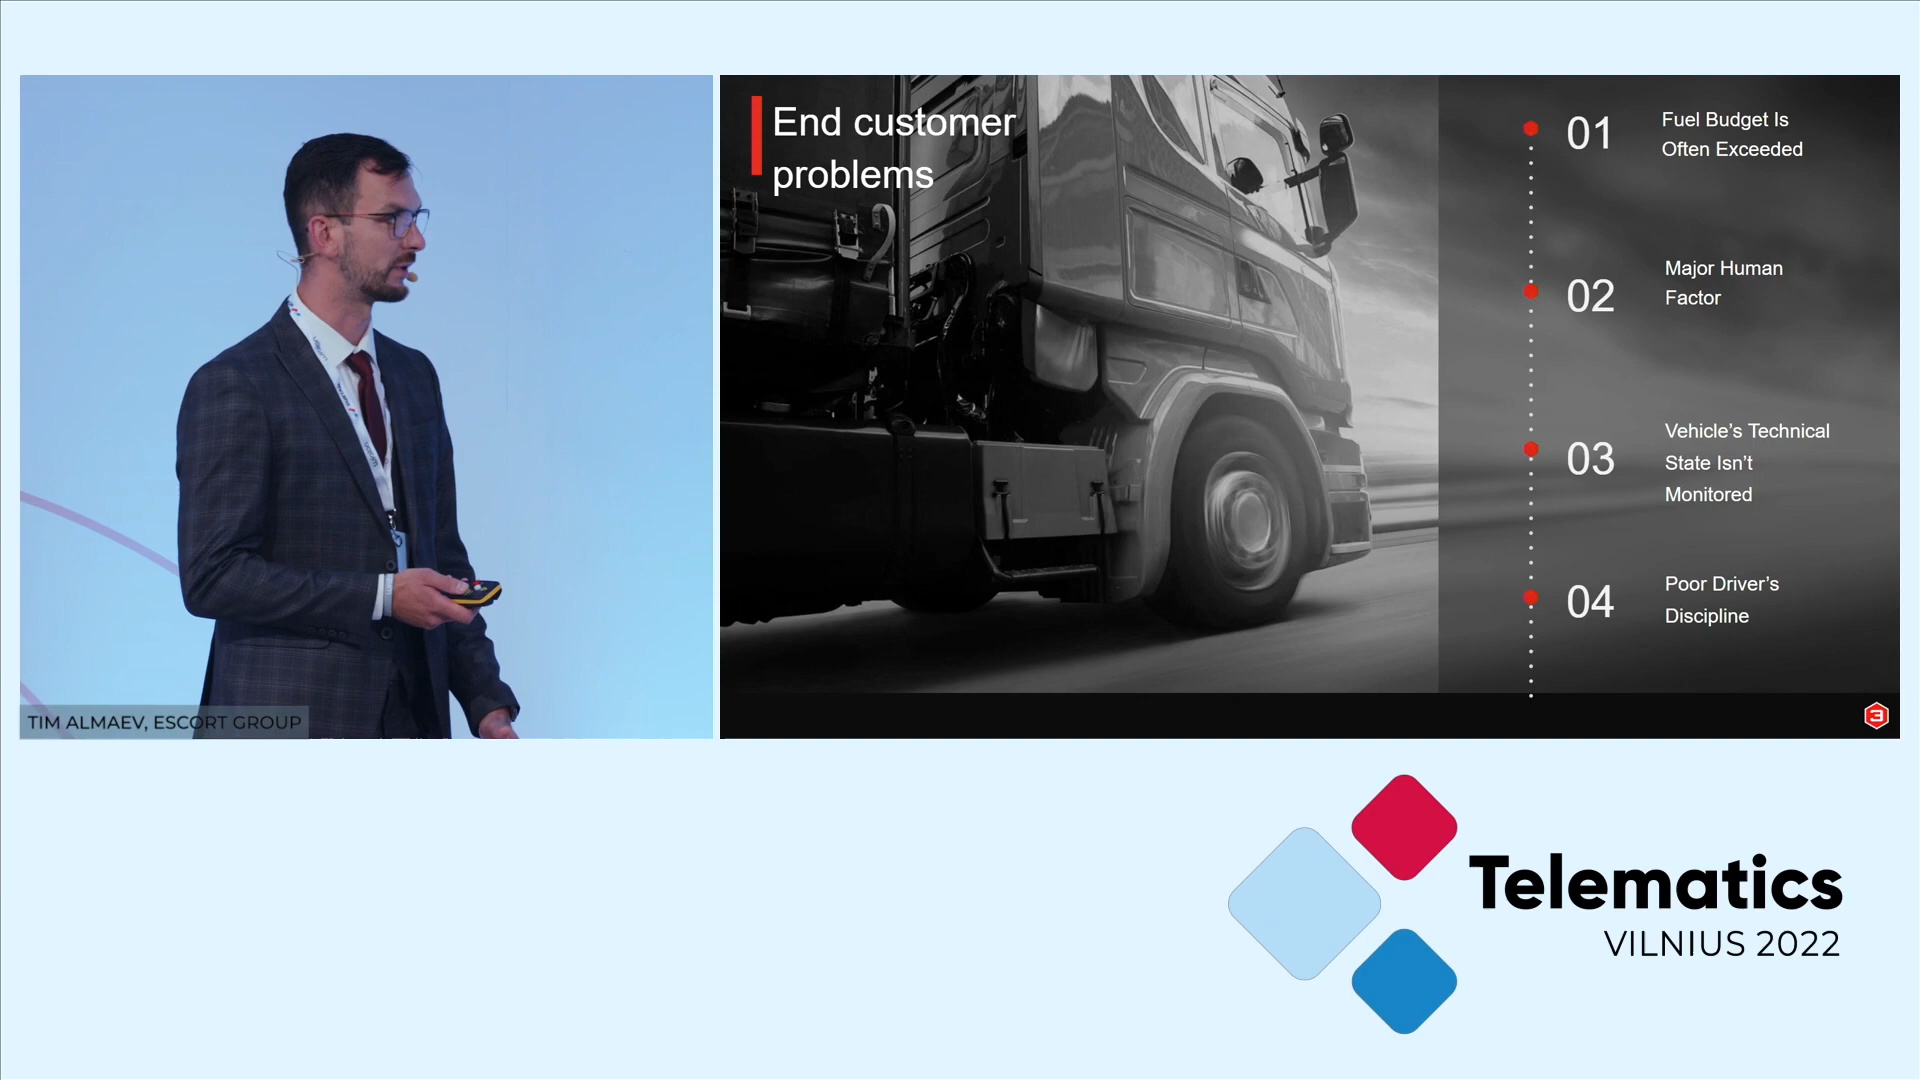 End customer
problems
01
Fuel Budget Is
Often Exceeded
02
Major Human
Factor
03
Vehicle’s Technical
State Isn’t
Monitored
04
Poor Driver’s
Discipline
TIM ALMAEV, ESCORT GROUP
Telematics
VILNIUS 2022